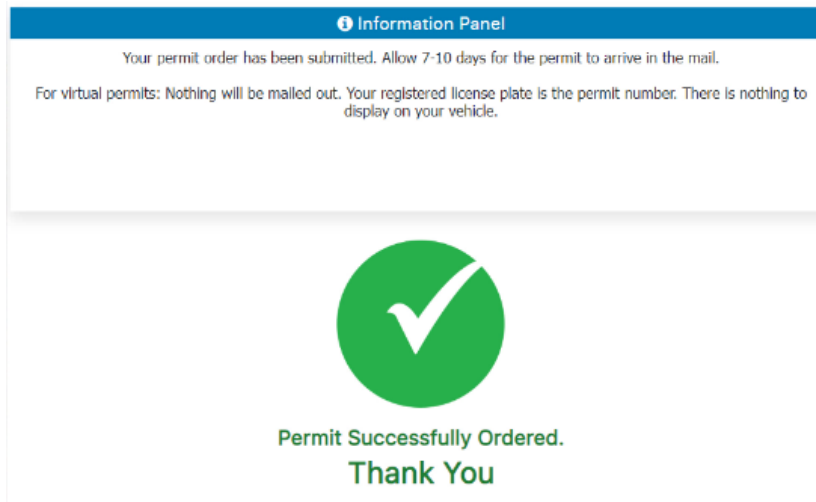 Information Panel
Your permit order has been submitted. Allow 7-10 days for the permit to arrive in the mail.
For virtual permits: Nothing will be mailed out. Your registered license plate is the permit number. There is nothing to
display on your vehicle.
Permit Successfully Ordered.
Thank You